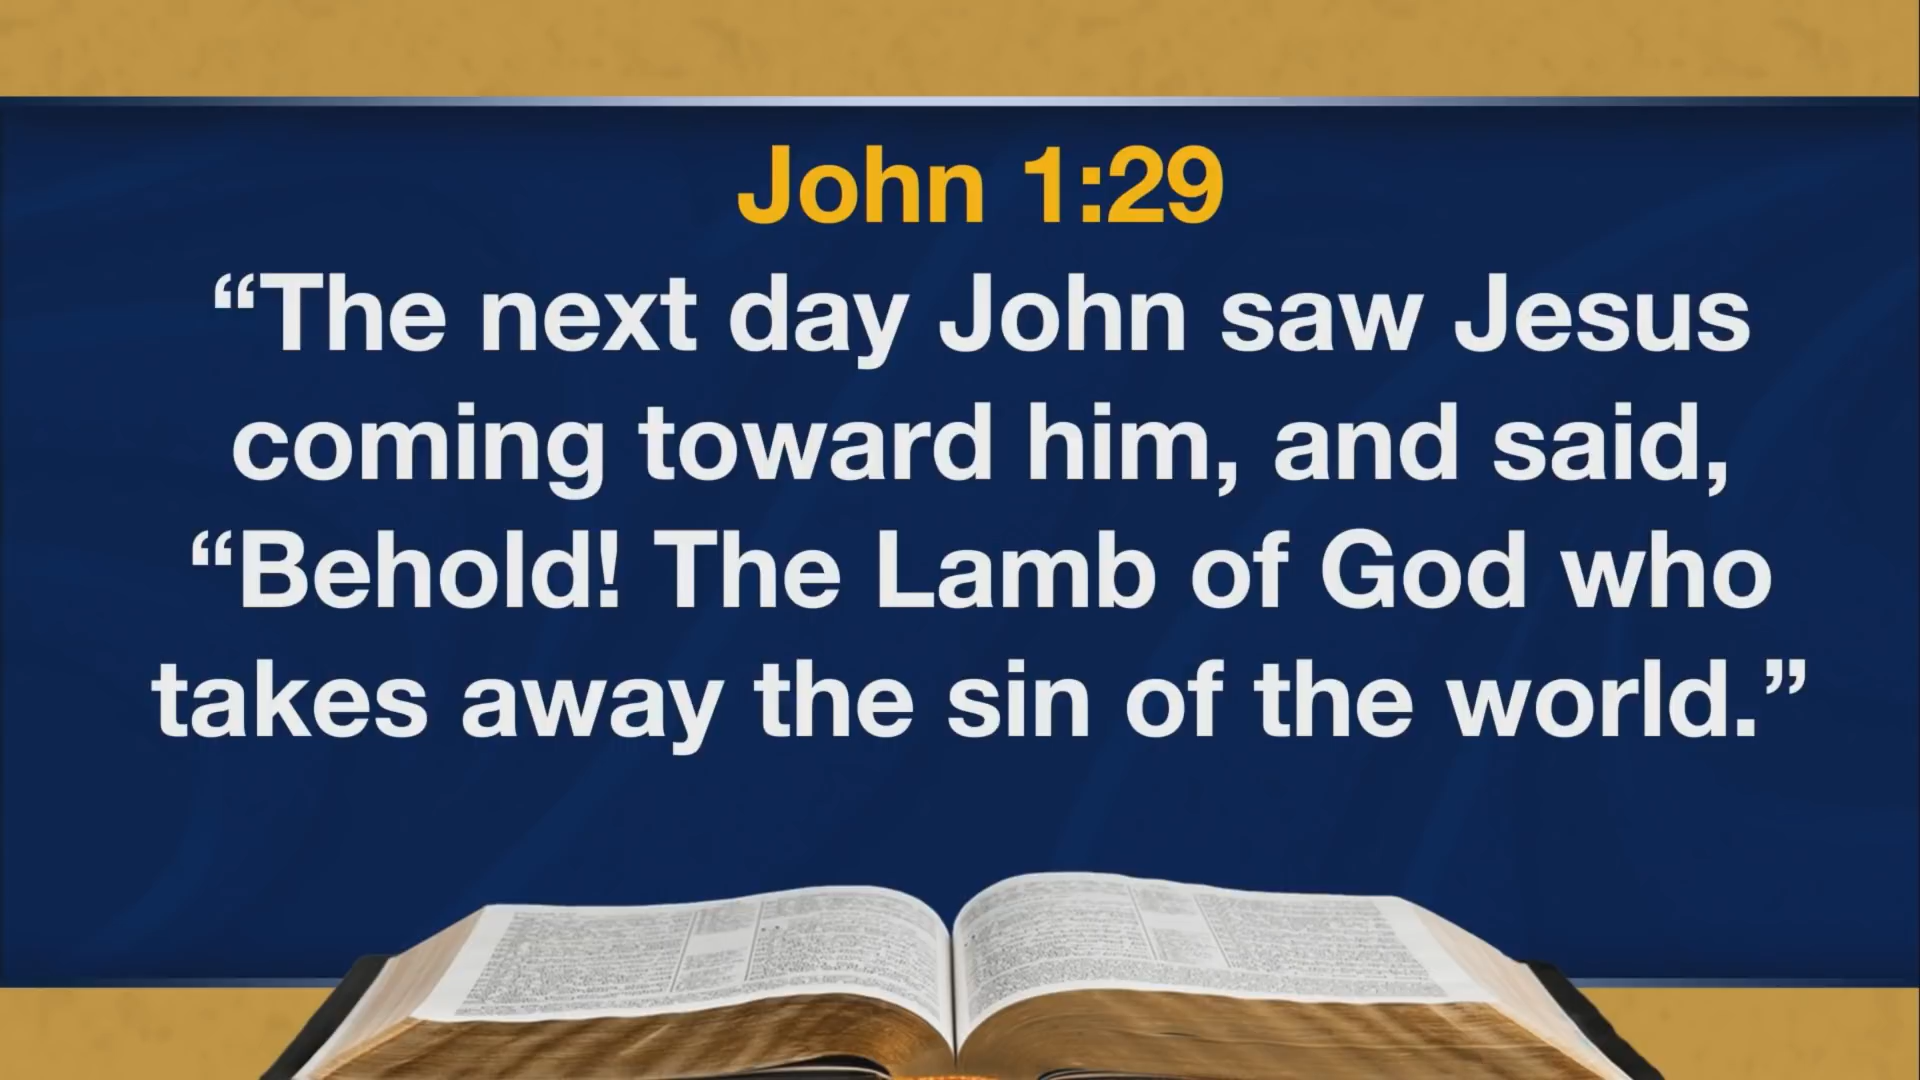 John 1:29
“The next day John saw Jesus
coming toward him, and said,
“Behold! The Lamb of God who
takes away the sin of the world.”